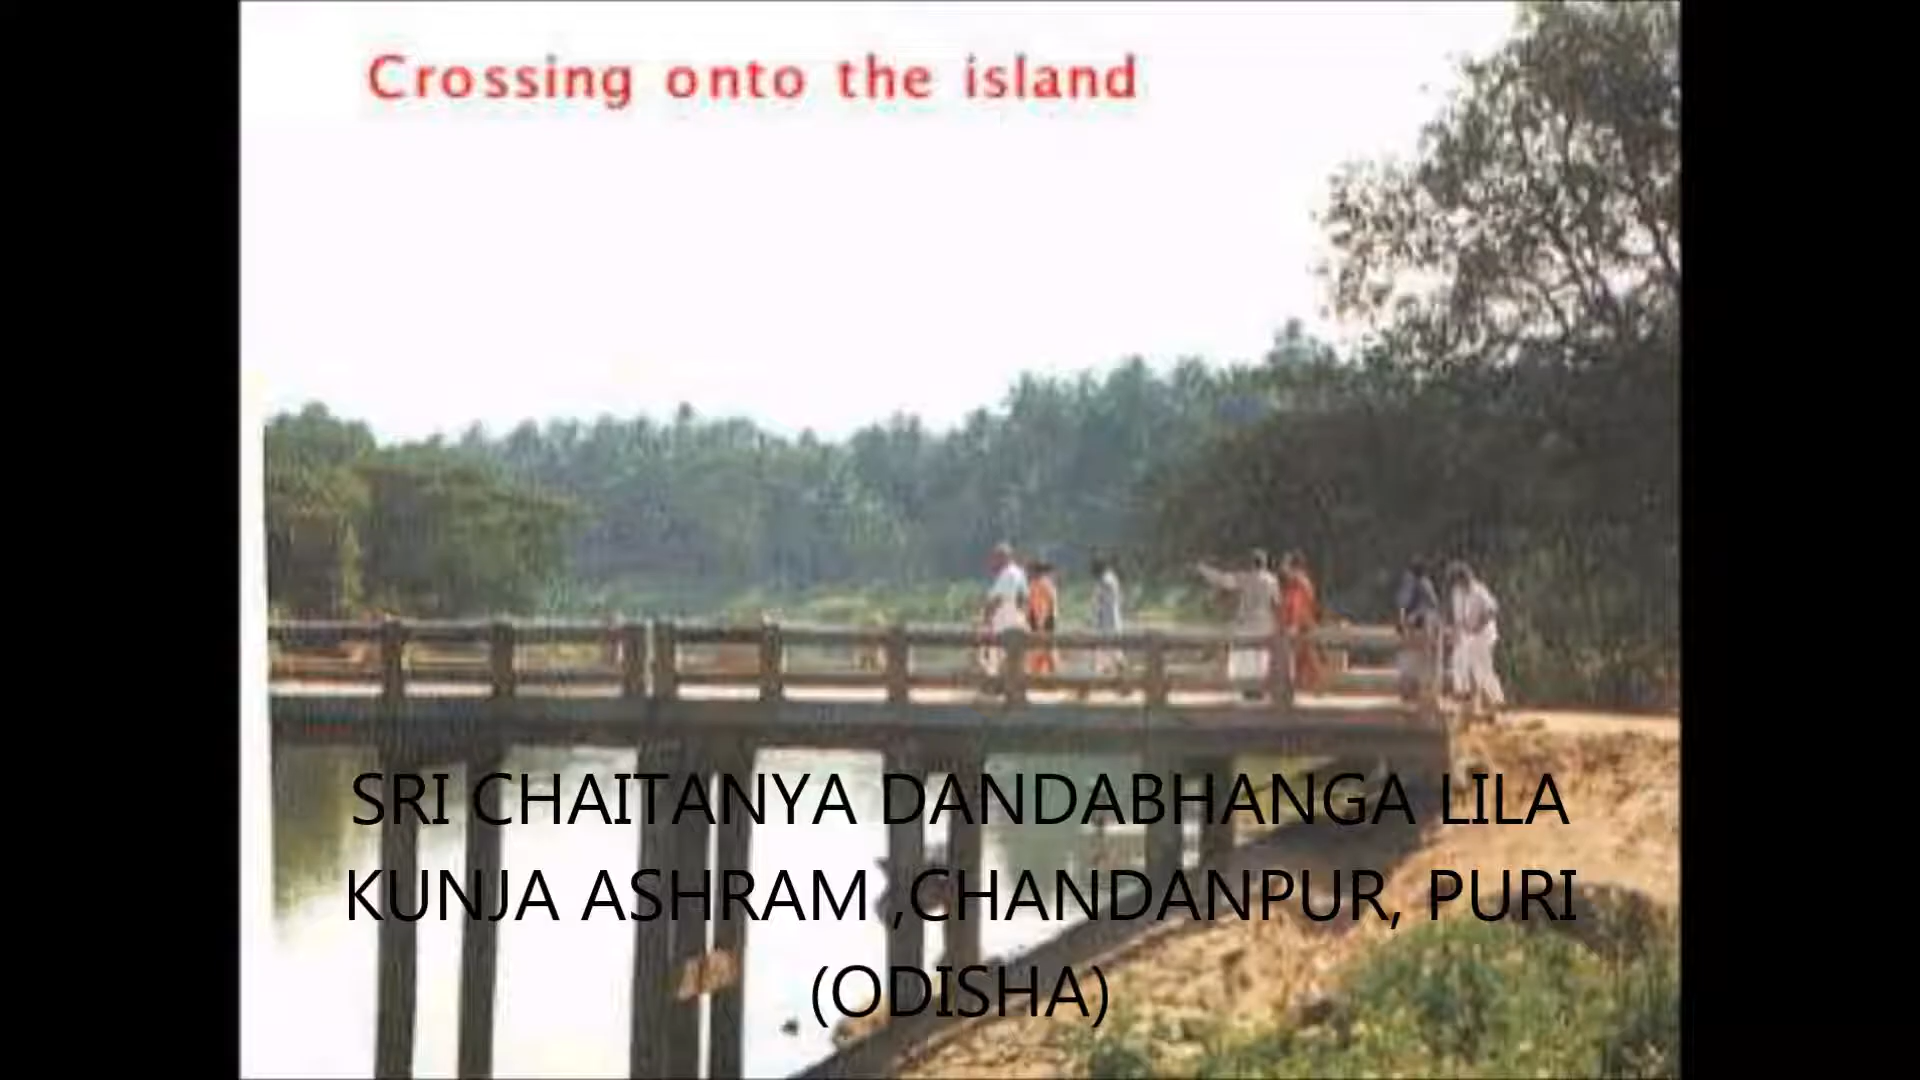 Crossing onto the island
SRI CHAITANYA DANDABHANGA LILA
KUNJA ASHRAM ,CHANDANPUR, PURI
(ODISHA)